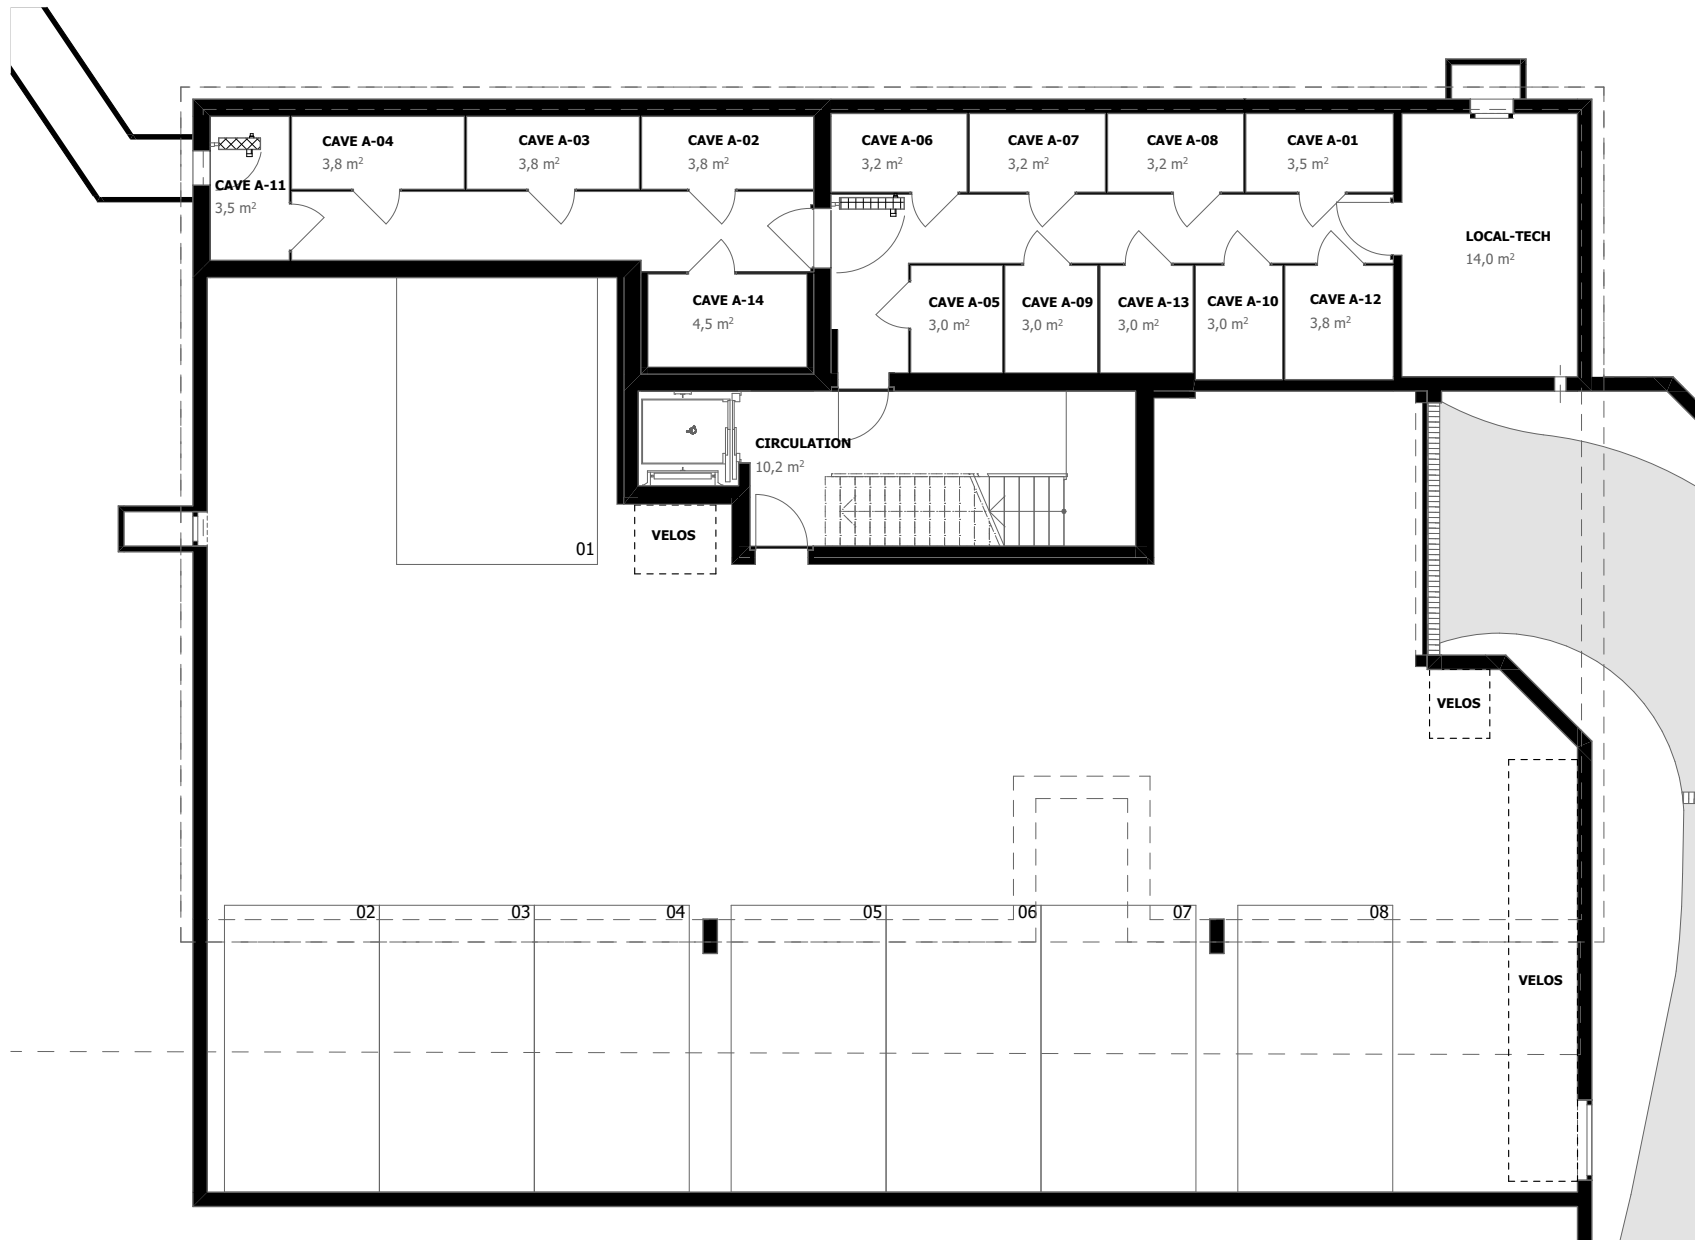 CAVE A-04
3,8 m²
CAVE A-03
3,8 m²
CAVE A-02
3,8 m²
CAVE A-06
3,2 m²
CAVE A-07
3,2 m²
CAVE A-08
3,2 m²
CAVE A-01
3,5 m²
CAVE A-11
3,5 m²
LOCAL-TECH
14,0 m²
CAVE A-14
4,5 m²
CAVE A-05
3,0 m²
CAVE A-09
3,0 m²
CAVE A-13
3,0 m²
CAVE A-10
3,0 m²
CAVE A-12
3,8 m²
CIRCULATION
10,2 m²
VELOS
01
VELOS
02
03
04
05
06
07
08
VELOS